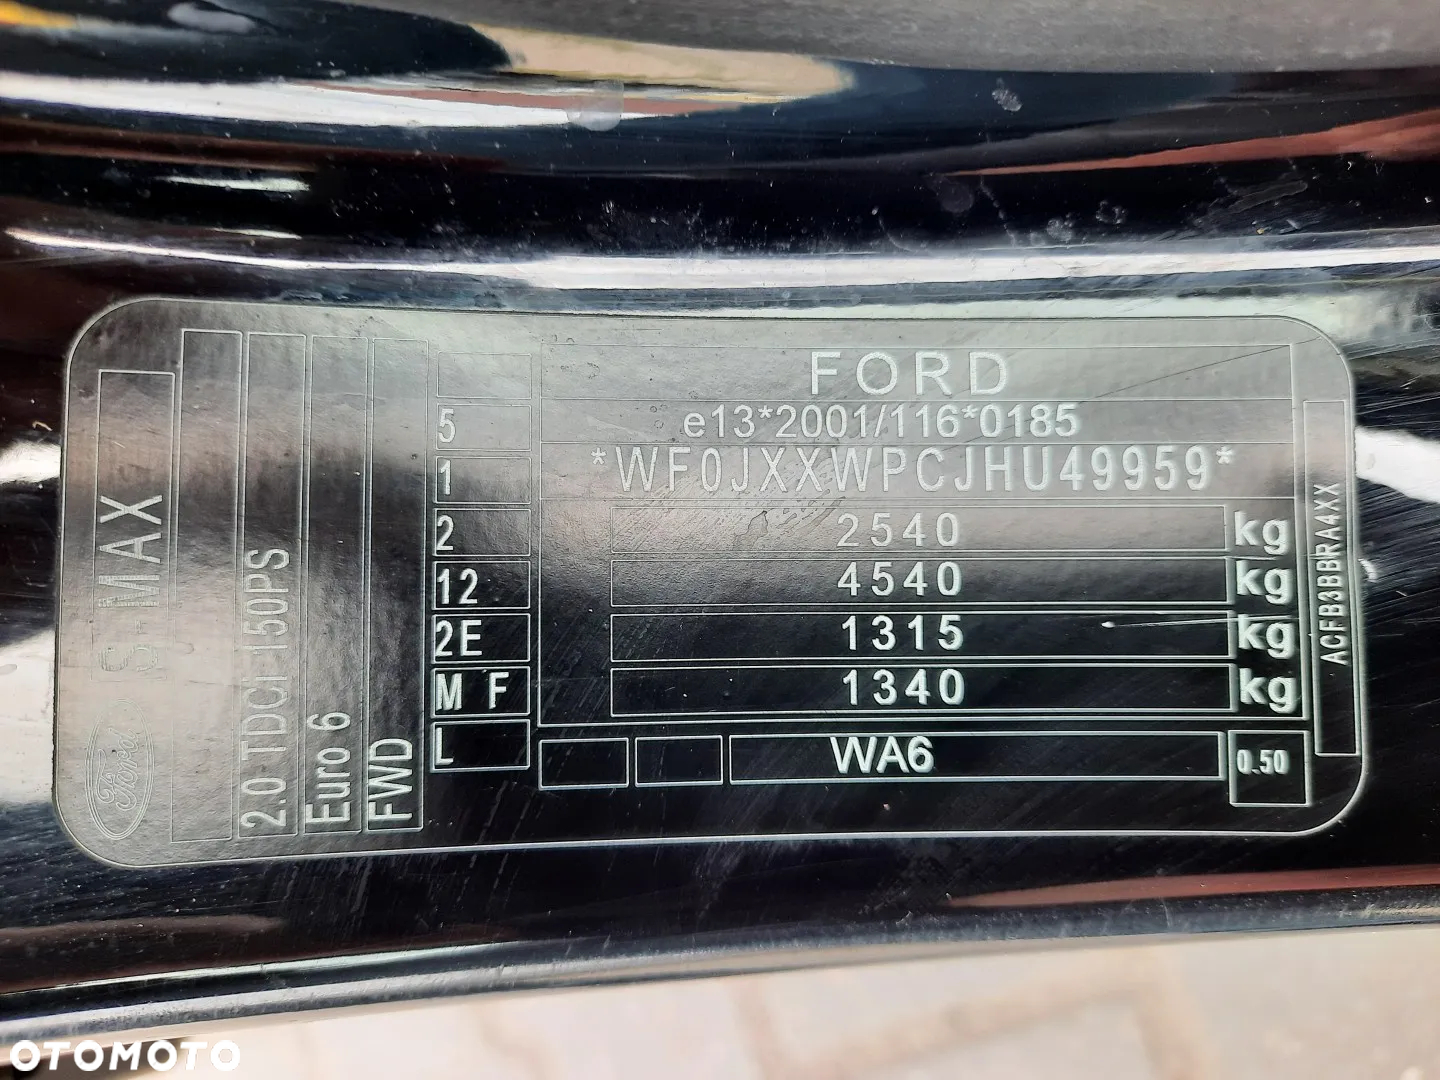 S-MAX
Ford
2.0 TDCi 150PS
Euro 6
FWD
FORD
5 e13*2001/116*0185
1 *WF0JXXWPCJHU49959*
2 2540 kg
12 4540 kg
2E 1315 kg
M F 1340 kg
L WA6 0.50
ACFB3BBRA4XX
OTOMOTO